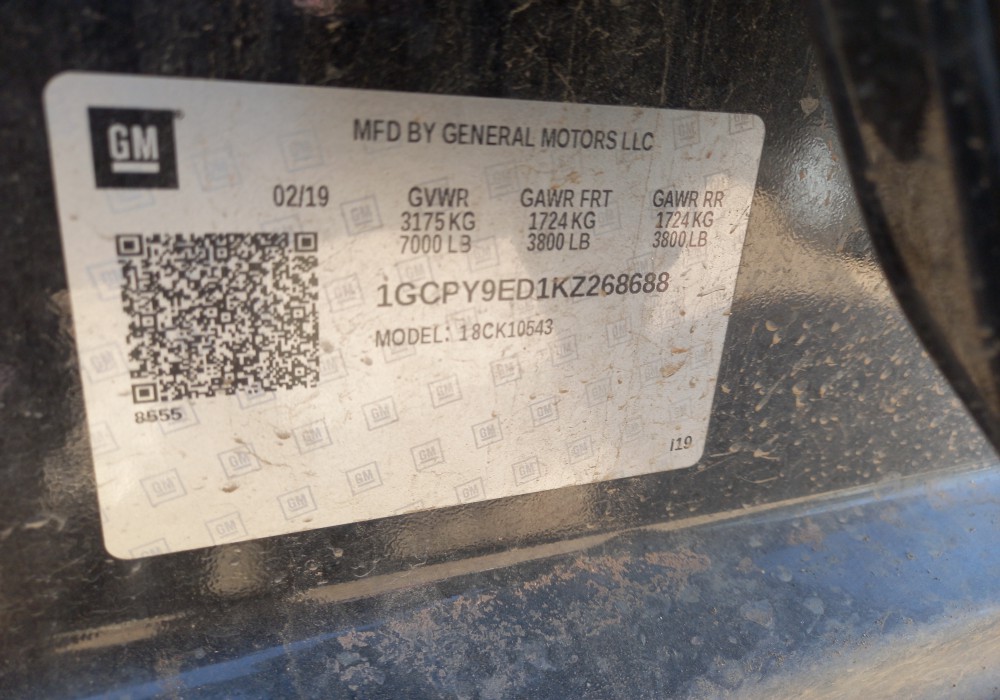 GM
MFD BY GENERAL MOTORS LLC
02/19 GVWR GAWR FRT GAWR RR
3175 KG 1724 KG 1724 KG
7000 LB 3800 LB 3800 LB
1GCPY9ED1KZ268688
MODEL: 18CK10543
8555
I19